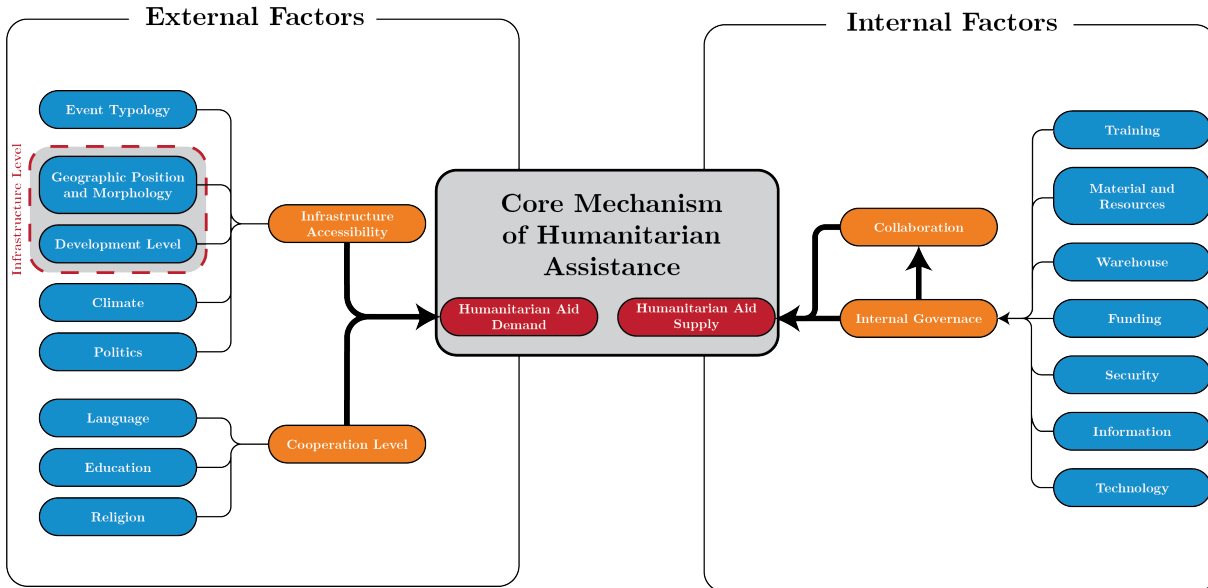 External Factors
Event Typology
Infrastructure Level
Geographic Position
and Morphology
Development Level
Climate
Politics
Language
Education
Religion
Infrastructure
Accessibility
Cooperation Level
Core Mechanism
of Humanitarian
Assistance
Humanitarian Aid
Demand
Humanitarian Aid
Supply
Internal Factors
Collaboration
Internal Governace
Training
Material and
Resources
Warehouse
Funding
Security
Information
Technology